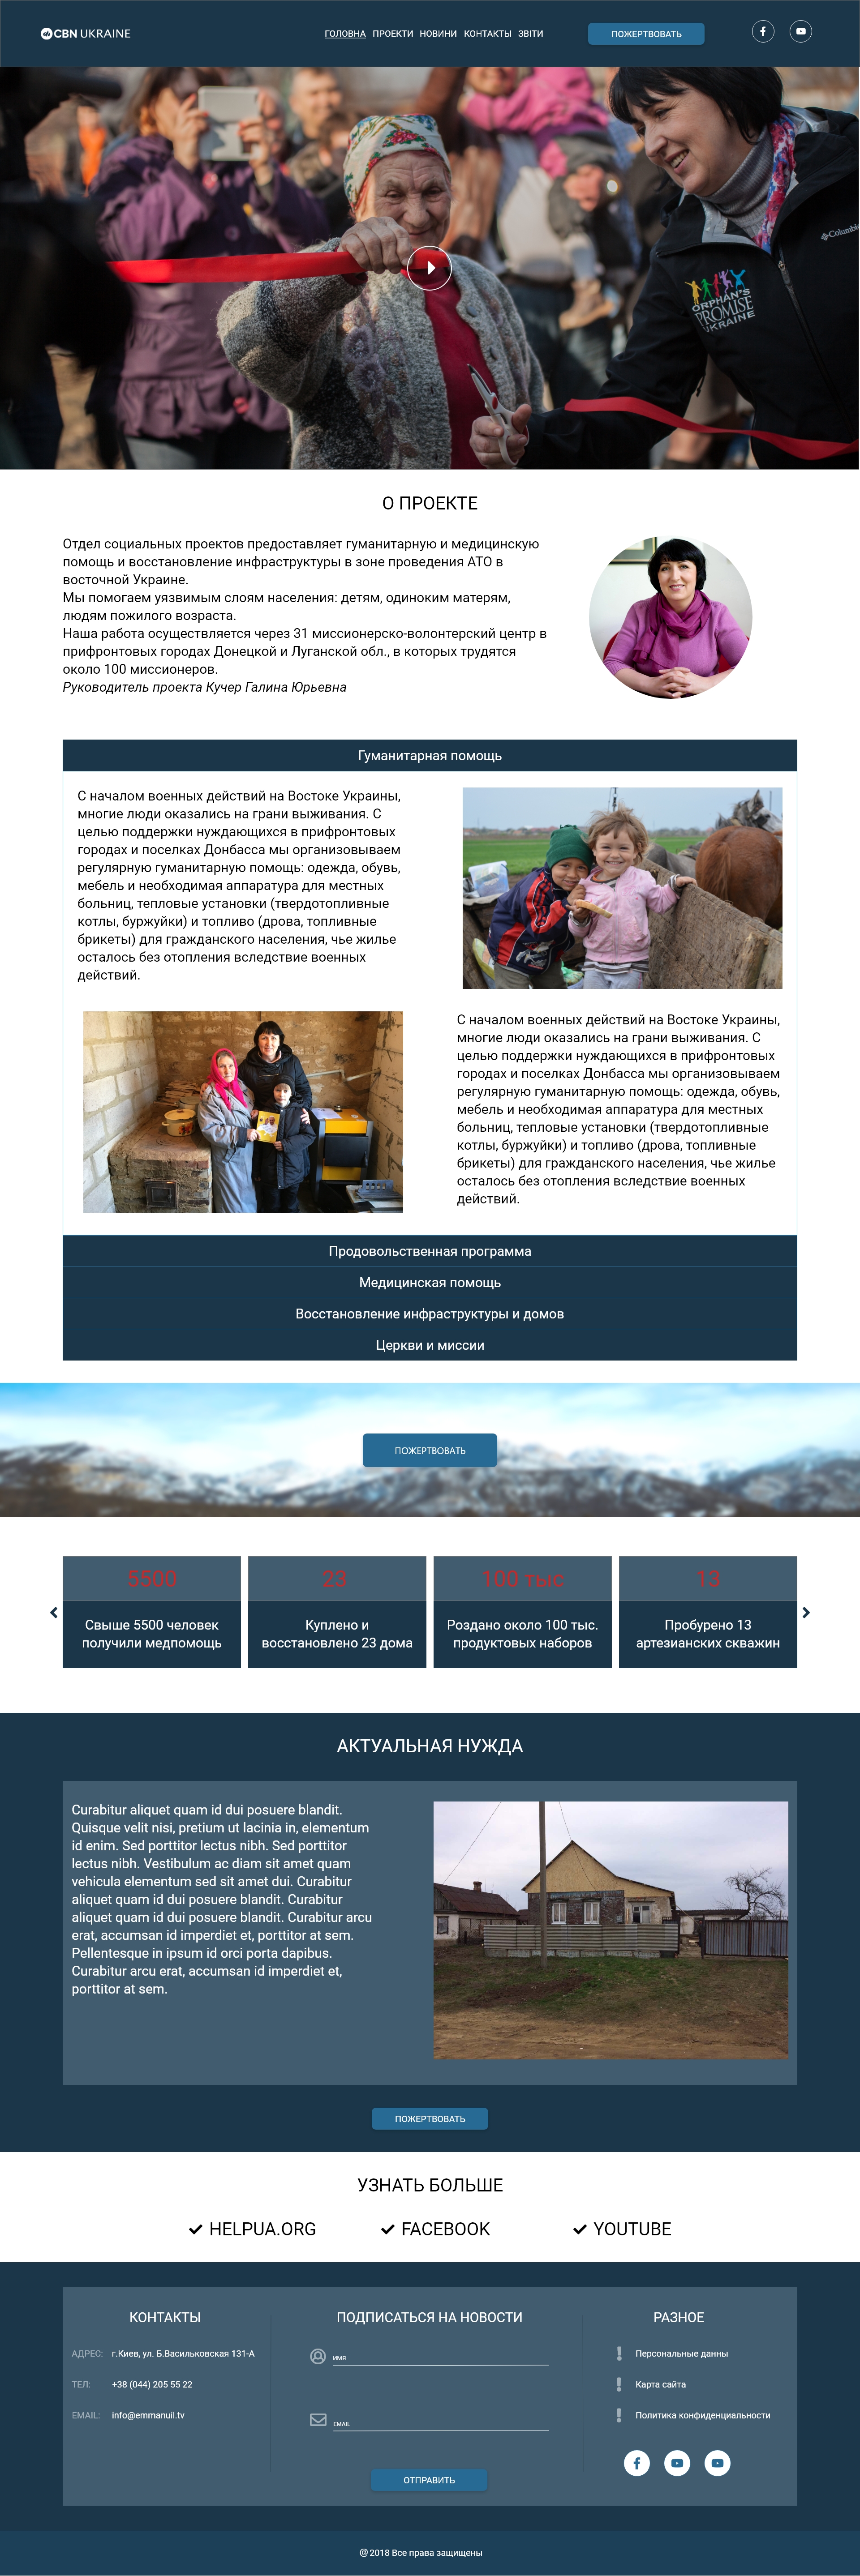 CBN UKRAINE
ГОЛОВНА ПРОЕКТИ НОВИНИ КОНТАКТЫ ЗВІТИ
ПОЖЕРТВОВАТЬ
Columbia
ORPHAN'S
PROMISE
UKRAINE
О ПРОЕКТЕ
Отдел социальных проектов предоставляет гуманитарную и медицинскую
помощь и восстановление инфраструктуры в зоне проведения АТО в
восточной Украине.
Мы помогаем уязвимым слоям населения: детям, одиноким матерям,
людям пожилого возраста.
Наша работа осуществляется через 31 миссионерско-волонтерский центр в
прифронтовых городах Донецкой и Луганской обл., в которых трудятся
около 100 миссионеров.
Руководитель проекта Кучер Галина Юрьевна
Гуманитарная помощь
С началом военных действий на Востоке Украины,
многие люди оказались на грани выживания. С
целью поддержки нуждающихся в прифронтовых
городах и поселках Донбасса мы организовываем
регулярную гуманитарную помощь: одежда, обувь,
мебель и необходимая аппаратура для местных
больниц, тепловые установки (твердотопливные
котлы, буржуйки) и топливо (дрова, топливные
брикеты) для гражданского населения, чье жилье
осталось без отопления вследствие военных
действий.
С началом военных действий на Востоке Украины,
многие люди оказались на грани выживания. С
целью поддержки нуждающихся в прифронтовых
городах и поселках Донбасса мы организовываем
регулярную гуманитарную помощь: одежда, обувь,
мебель и необходимая аппаратура для местных
больниц, тепловые установки (твердотопливные
котлы, буржуйки) и топливо (дрова, топливные
брикеты) для гражданского населения, чье жилье
осталось без отопления вследствие военных
действий.
Продовольственная программа
Медицинская помощь
Восстановление инфраструктуры и домов
Церкви и миссии
ПОЖЕРТВОВАТЬ
5500
Свыше 5500 человек
получили медпомощь
23
Куплено и
восстановлено 23 дома
100 тыс
Роздано около 100 тыс.
продуктовых наборов
13
Пробурено 13
артезианских скважин
АКТУАЛЬНАЯ НУЖДА
Curabitur aliquet quam id dui posuere blandit.
Quisque velit nisi, pretium ut lacinia in, elementum
id enim. Sed porttitor lectus nibh. Sed porttitor
lectus nibh. Vestibulum ac diam sit amet quam
vehicula elementum sed sit amet dui. Curabitur
aliquet quam id dui posuere blandit. Curabitur
aliquet quam id dui posuere blandit. Curabitur arcu
erat, accumsan id imperdiet et, porttitor at sem.
Pellentesque in ipsum id orci porta dapibus.
Curabitur arcu erat, accumsan id imperdiet et,
porttitor at sem.
ПОЖЕРТВОВАТЬ
УЗНАТЬ БОЛЬШЕ
HELPUA.ORG
FACEBOOK
YOUTUBE
КОНТАКТЫ
АДРЕС: г.Киев, ул. Б.Васильковская 131-А
ТЕЛ: +38 (044) 205 55 22
EMAIL: info@emmanuil.tv
ПОДПИСАТЬСЯ НА НОВОСТИ
ИМЯ
EMAIL
ОТПРАВИТЬ
РАЗНОЕ
Персональные данны
Карта сайта
Политика конфиденциальности
@ 2018 Все права защищены